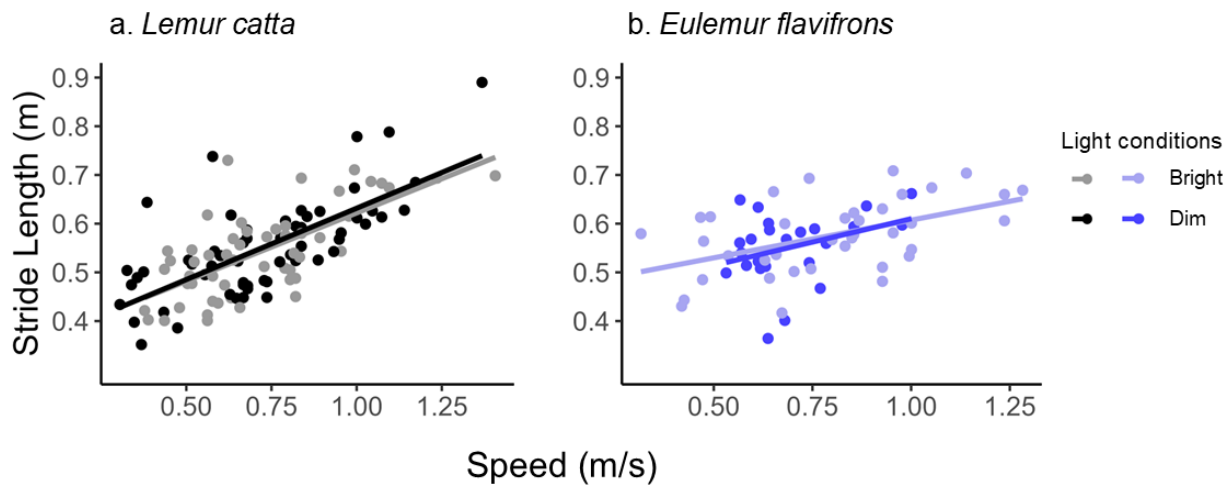 a. Lemur catta
b. Eulemur flavifrons
Stride Length (m)
0.9
0.8
0.7
0.6
0.5
0.4
0.50 0.75 1.00 1.25
0.9
0.8
0.7
0.6
0.5
0.4
0.50 0.75 1.00 1.25
Speed (m/s)
Light conditions
Bright
Dim